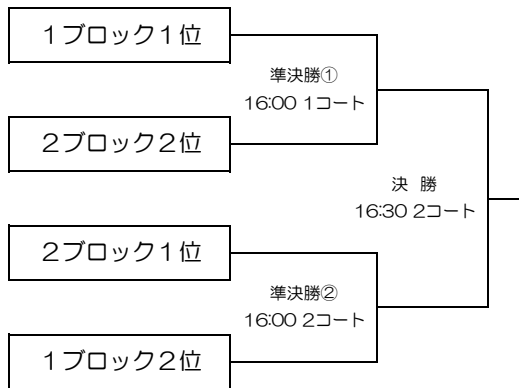 1ブロック1位
準決勝①
16:00 1コート
2ブロック2位
決 勝
16:30 2コート
2ブロック1位
準決勝②
16:00 2コート
1ブロック2位